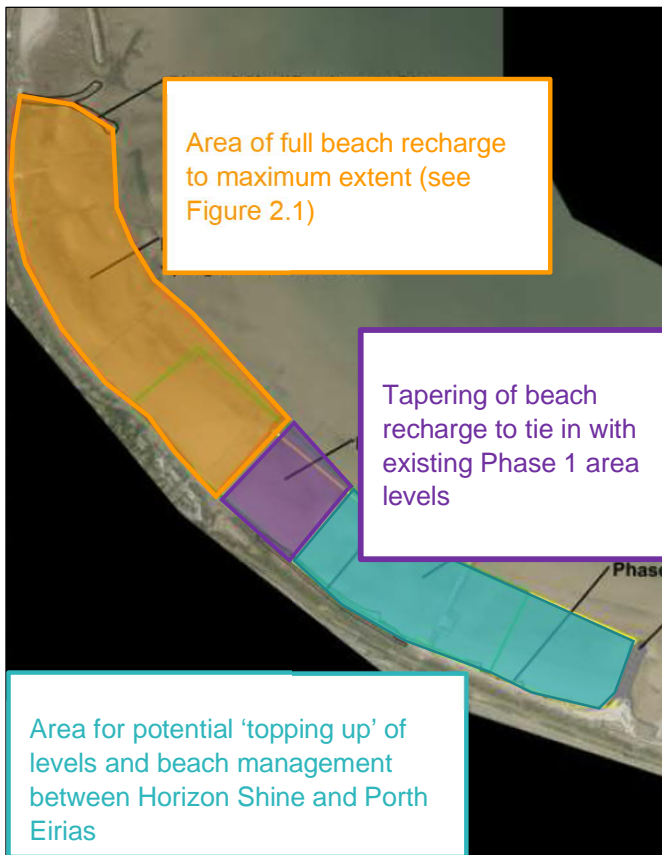 Area of full beach recharge
to maximum extent (see
Figure 2.1)
Tapering of beach
recharge to tie in with
existing Phase 1 area
levels
Phase
Area for potential ‘topping up’ of
levels and beach management
between Horizon Shine and Porth
Eirias